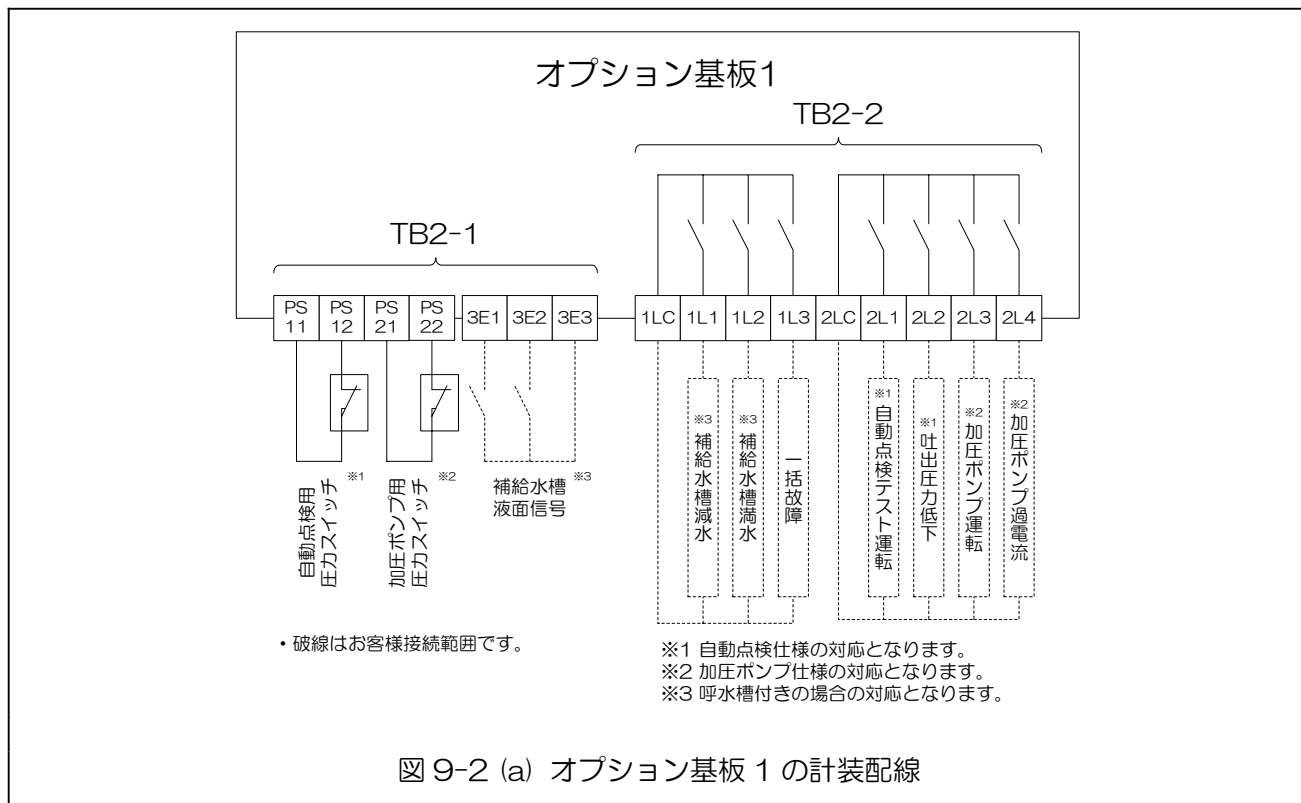 オプション基板1
TB2-2
TB2-1
PS11
PS12
PS21
PS22
3E1
3E2
3E3
1LC
1L1
1L2
1L3
2LC
2L1
2L2
2L3
2L4
自動点検用
圧力スイッチ ※1
加圧ポンプ用
圧力スイッチ ※2
補給水槽 ※3
液面信号
※3 補給水槽減水
※3 補給水槽満水
一括故障
※1 自動点検テスト運転
※1 吐出圧力低下
※2 加圧ポンプ運転
※2 加圧ポンプ過電流
・破線はお客様接続範囲です。
※1 自動点検仕様の対応となります。
※2 加圧ポンプ仕様の対応となります。
※3 呼水槽付きの場合の対応となります。
図 9-2 (a) オプション基板 1 の計装配線